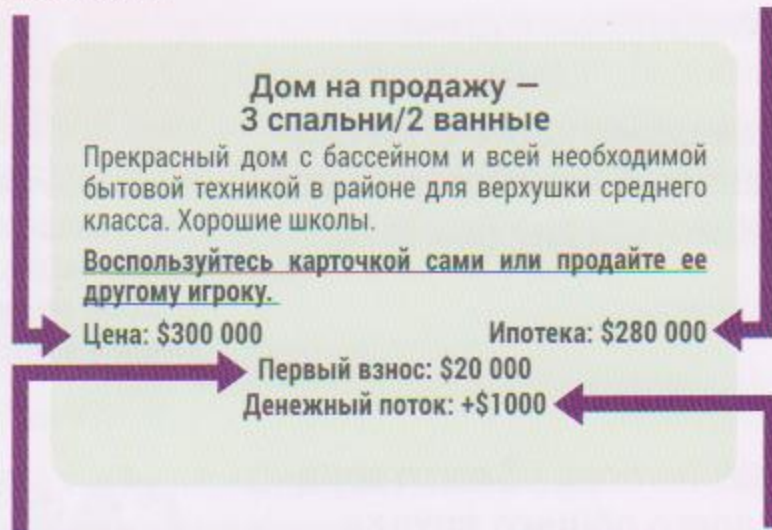 Дом на продажу —
3 спальни/2 ванные
Прекрасный дом с бассейном и всей необходимой
бытовой техникой в районе для верхушки среднего
класса. Хорошие школы.
Воспользуйтесь карточкой сами или продайте ее
другому игроку.
Цена: $300 000 Ипотека: $280 000
Первый взнос: $20 000
Денежный поток: +$1000